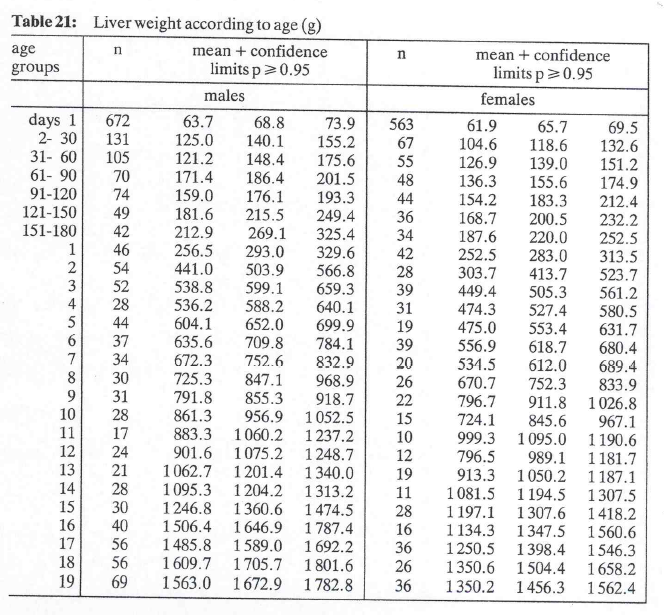 Table 21: Liver weight according to age (g)
age groups n mean + confidence limits p ⩾ 0.95 n mean + confidence limits p ⩾ 0.95
males females
days 1 672 63.7 68.8 73.9 563 61.9 65.7 69.5
2- 30 131 125.0 140.1 155.2 67 104.6 118.6 132.6
31- 60 105 121.2 148.4 175.6 55 126.9 139.0 151.2
61- 90 70 171.4 186.4 201.5 48 136.3 155.6 174.9
91-120 74 159.0 176.1 193.3 44 154.2 183.3 212.4
121-150 49 181.6 215.5 249.4 36 168.7 200.5 232.2
151-180 42 212.9 269.1 325.4 34 187.6 220.0 252.5
1 46 256.5 293.0 329.6 42 252.5 283.0 313.5
2 54 441.0 503.9 566.8 28 303.7 413.7 523.7
3 52 538.8 599.1 659.3 39 449.4 505.3 561.2
4 28 536.2 588.2 640.1 31 474.3 527.4 580.5
5 44 604.1 652.0 699.9 19 475.0 553.4 631.7
6 37 635.6 709.8 784.1 39 556.9 618.7 680.4
7 34 672.3 752.6 832.9 20 534.5 612.0 689.4
8 30 725.3 847.1 968.9 26 670.7 752.3 833.9
9 31 791.8 855.3 918.7 22 796.7 911.8 1026.8
10 28 861.3 956.9 1052.5 15 724.1 845.6 967.1
11 17 883.3 1060.2 1237.2 10 999.3 1095.0 1190.6
12 24 901.6 1075.2 1248.7 12 796.5 989.1 1181.7
13 21 1062.7 1201.4 1340.0 19 913.3 1050.2 1187.1
14 28 1095.3 1204.2 1313.2 11 1081.5 1194.5 1307.5
15 30 1246.8 1360.6 1474.5 28 1197.1 1307.6 1418.2
16 40 1506.4 1646.9 1787.4 16 1134.3 1347.5 1560.6
17 56 1485.8 1589.0 1692.2 36 1250.5 1398.4 1546.3
18 56 1609.7 1705.7 1801.6 26 1350.6 1504.4 1658.2
19 69 1563.0 1672.9 1782.8 36 1350.2 1456.3 1562.4